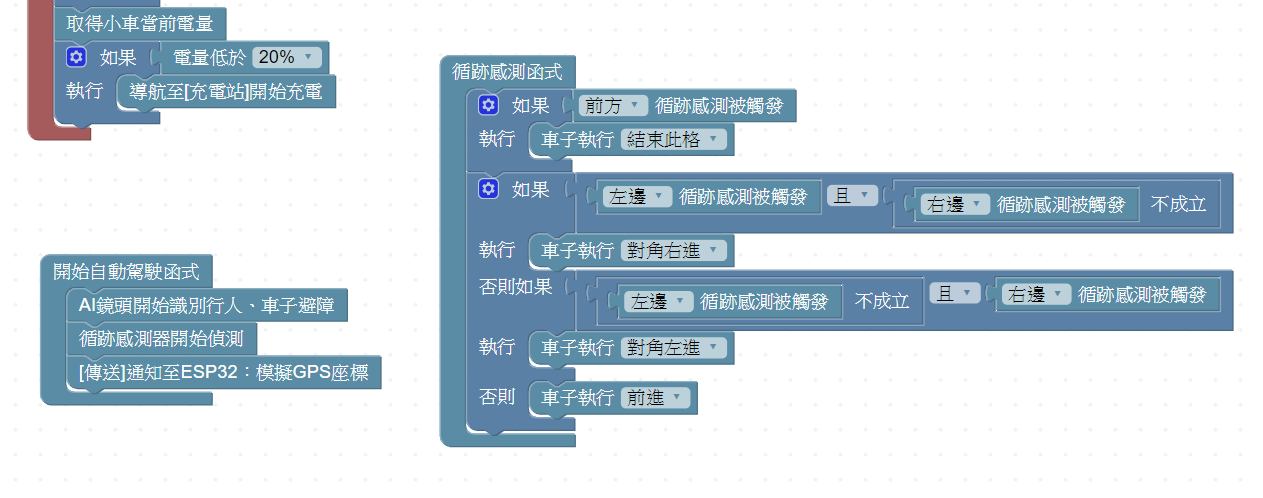 取得小車當前電量
如果 電量低於 20%
執行 導航至[充電站]開始充電
開始自動駕駛函式
AI鏡頭開始識別行人、車子避障
循跡感測器開始偵測
[傳送]通知至ESP32：模擬GPS座標
循跡感測函式
如果 前方 循跡感測被觸發
執行 車子執行 結束此格
如果 左邊 循跡感測被觸發 且 右邊 循跡感測被觸發 不成立
執行 車子執行 對角右進
否則如果 左邊 循跡感測被觸發 不成立 且 右邊 循跡感測被觸發
執行 車子執行 對角左進
否則 車子執行 前進